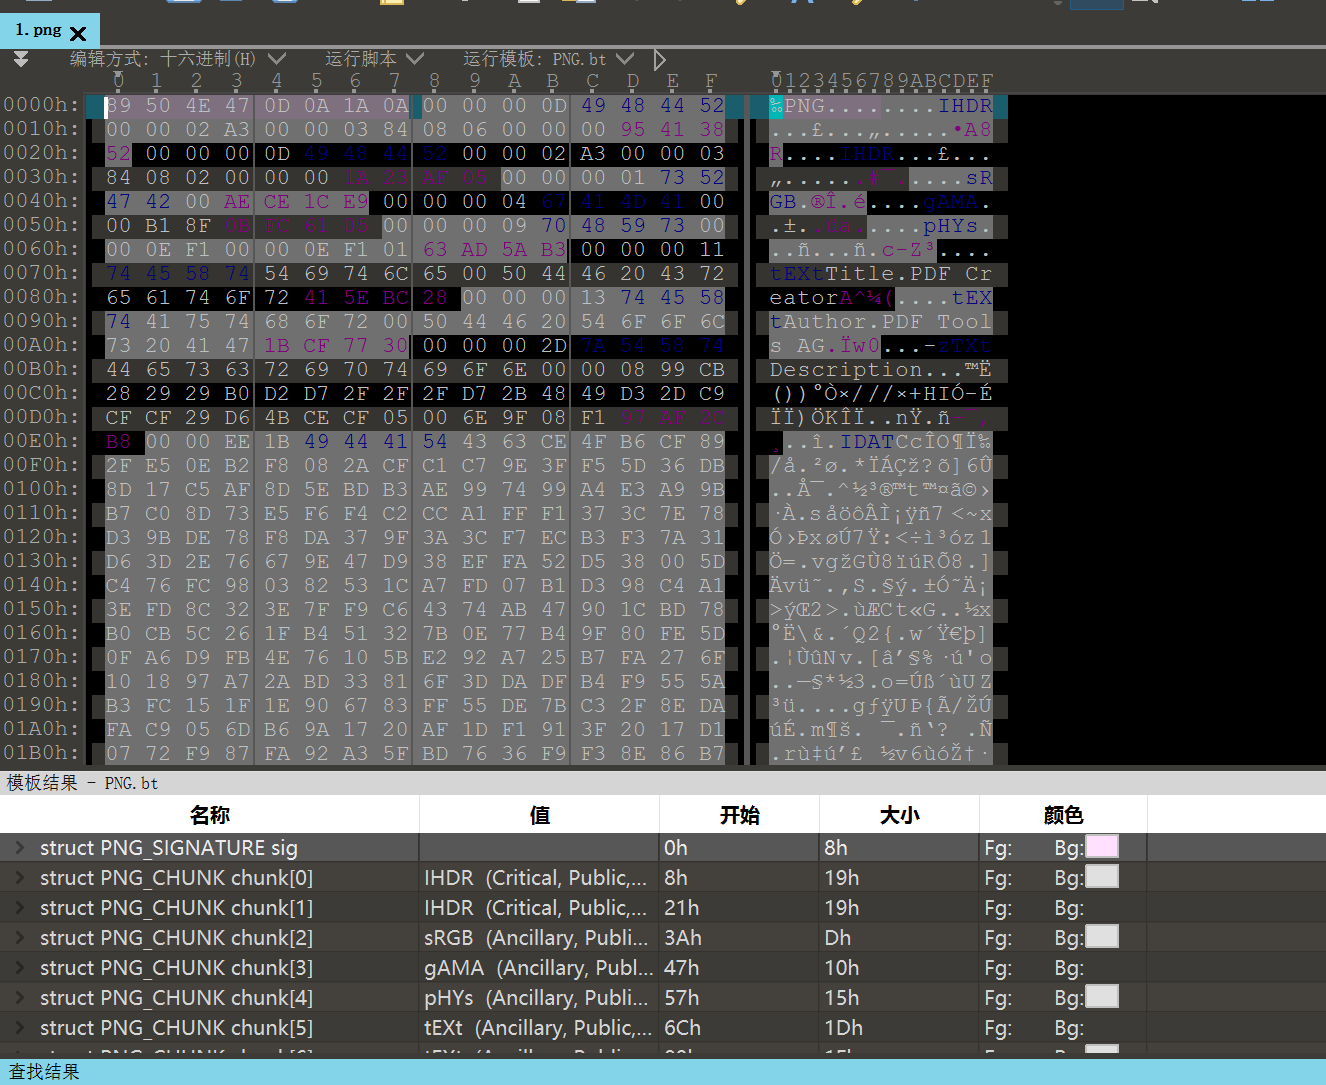 1. png
编辑方式: 十六进制(H) 运行脚本 运行模板: PNG.bt
0 1 2 3 4 5 6 7 8 9 A B C D E F 0123456789ABCDEF
0000h: 89 50 4E 47 0D 0A 1A 0A 00 00 00 0D 49 48 44 52 ‰PNG........IHDR
0010h: 00 00 02 A3 00 00 03 84 08 06 00 00 00 95 41 38 ...£...„.....•A8
0020h: 52 00 00 00 0D 49 48 44 52 00 00 02 A3 00 00 03 R....IHDR...£...
0030h: 84 08 02 00 00 00 00 00 00 01 73 52
0040h: 47 42 00 AE CE 1C E9 00 00 00 04 67 41 4D 41 00 GB.®Î.é....gAMA.
0050h: 00 B1 8F 00 00 00 09 70 48 59 73 00
0060h: 00 0E F1 00 00 0E F1 01 63 AD 5A B3 00 00 00 11 ..ñ...ñ.c-Z³....
0070h: 74 45 58 74 54 69 74 6C 65 00 50 44 46 20 43 72 tEXtTitle.PDF Cr
0080h: 65 61 74 6F 72 41 5E BC 28 00 00 00 13 74 45 58 eatorA^¼(....tEX
0090h: 74 41 75 74 68 6F 72 00 50 44 46 20 54 6F 6F 6C tAuthor.PDF Tool
00A0h: 73 20 41 47 1B CF 77 30 00 00 00 2D 7A 54 58 74 s AG.Ïw0...-zTXt
00B0h: 44 65 73 63 72 69 70 74 69 6F 6E 00 00 08 99 CB Description...™Ë
00C0h: 28 29 29 B0 D2 D7 2F 2F 2F D7 2B 48 49 D3 2D C9 ())°Ò×///×+HIÓ-É
00D0h: CF CF 29 D6 4B CE CF 05 00 6E 9F 08 F1 ÏÏ)ÖKÎÏ..nŸ.ñ
00E0h: B8 00 00 EE 1B 49 44 41 54 43 63 CE 4F B6 CF 89 ¸..î.IDATCcÎO¶Ï‰
00F0h: 2F E5 0E B2 F8 08 2A CF C1 C7 9E 3F F5 5D 36 DB /å.²ø.*ÏÁÇž?õ]6Û
0100h: 8D 17 C5 AF 8D 5E BD B3 AE 99 74 99 A4 E3 A9 9B ..Å¯.^½³®™t™¤ã©›
0110h: B7 C0 8D 73 E5 F6 F4 C2 CC A1 FF F1 37 3C 7E 78 ·À.såöôÂÌ¡ÿñ7<~x
0120h: D3 9B DE 78 F8 DA 37 9F 3A 3C F7 EC B3 F3 7A 31 Ó›ÞxøÚ7Ÿ:<÷ì³óz1
0130h: D6 3D 2E 76 67 9E 47 D9 38 EF FA 52 D5 38 00 5D Ö=.vgžGÙ8ïúRÕ8.]
0140h: C4 76 FC 98 03 82 53 1C A7 FD 07 B1 D3 98 C4 A1 Ävü˜.‚S.§ý.±Ó˜Ä¡
0150h: 3E FD 8C 32 3E 7F F9 C6 43 74 AB 47 90 1C BD 78 >ýŒ2>.ùÆCt«G..½x
0160h: B0 CB 5C 26 1F B4 51 32 7B 0E 77 B4 9F 80 FE 5D °Ë\&.´Q2{.w´Ÿ€þ]
0170h: 0F A6 D9 FB 4E 76 10 5B E2 92 A7 25 B7 FA 27 6F .¦ÙûNv.[â’§%·ú'o
0180h: 10 18 97 A7 2A BD 33 81 6F 3D DA DF B4 F9 55 5A ..—§*½3.o=Úß´ùUZ
0190h: B3 FC 15 1F 1E 90 67 83 FF 55 DE 7B C3 2F 8E DA ³ü....gƒÿUÞ{Ã/ŽÚ
01A0h: FA C9 05 6D B6 9A 17 20 AF 1D F1 91 3F 20 17 D1 úÉ.m¶š. ¯.ñ‘? .Ñ
01B0h: 07 72 F9 87 FA 92 A3 5F BD 76 36 F9 F3 8E 86 B7 .rù‡ú’£_½v6ùóŽ†·
模板结果 - PNG.bt
名称 值 开始 大小 颜色
struct PNG_SIGNATURE sig 0h 8h Fg: Bg:
struct PNG_CHUNK chunk[0] IHDR (Critical, Public,... 8h 19h Fg: Bg:
struct PNG_CHUNK chunk[1] IHDR (Critical, Public,... 21h 19h Fg: Bg:
struct PNG_CHUNK chunk[2] sRGB (Ancillary, Publi... 3Ah Dh Fg: Bg:
struct PNG_CHUNK chunk[3] gAMA (Ancillary, Publ... 47h 10h Fg: Bg:
struct PNG_CHUNK chunk[4] pHYs (Ancillary, Publi... 57h 15h Fg: Bg:
struct PNG_CHUNK chunk[5] tEXt (Ancillary, Public,... 6Ch 1Dh Fg: Bg:
查找结果